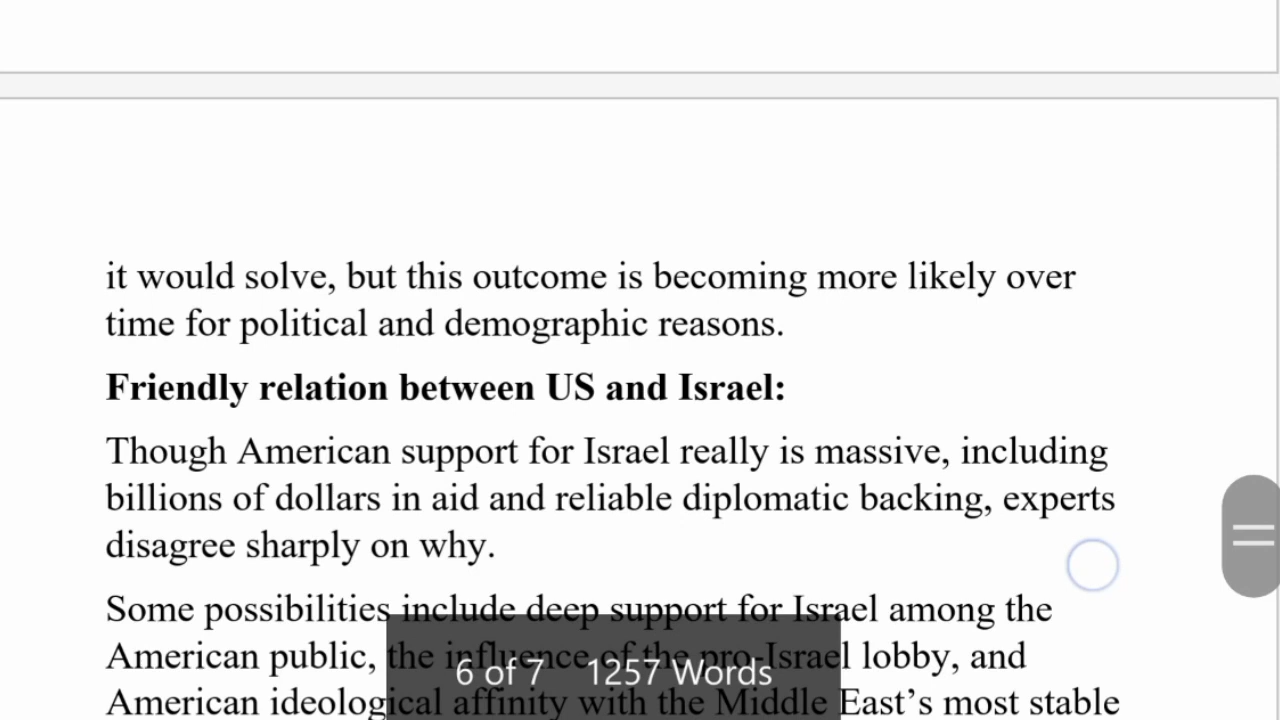 it would solve, but this outcome is becoming more likely over
time for political and demographic reasons.
Friendly relation between US and Israel:
Though American support for Israel really is massive, including
billions of dollars in aid and reliable diplomatic backing, experts
disagree sharply on why.
Some possibilities include deep support for Israel among the
American public, the influence of the pro-Israel lobby, and
6 of 7 1257 Words
American ideological affinity with the Middle East’s most stable